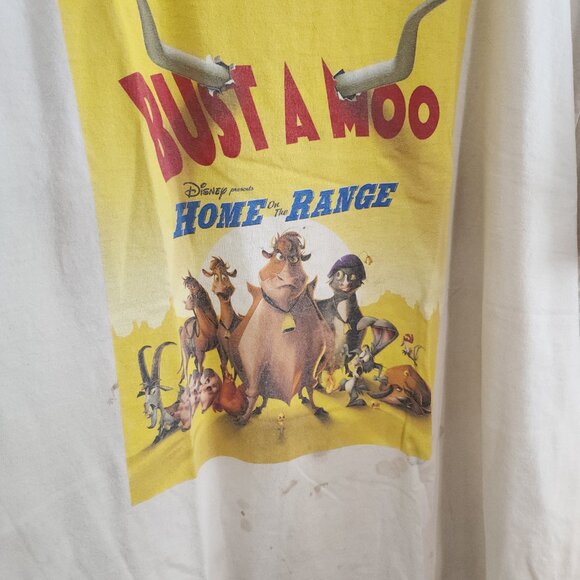 BUST A MOO
Disney presents
HOME On The RANGE